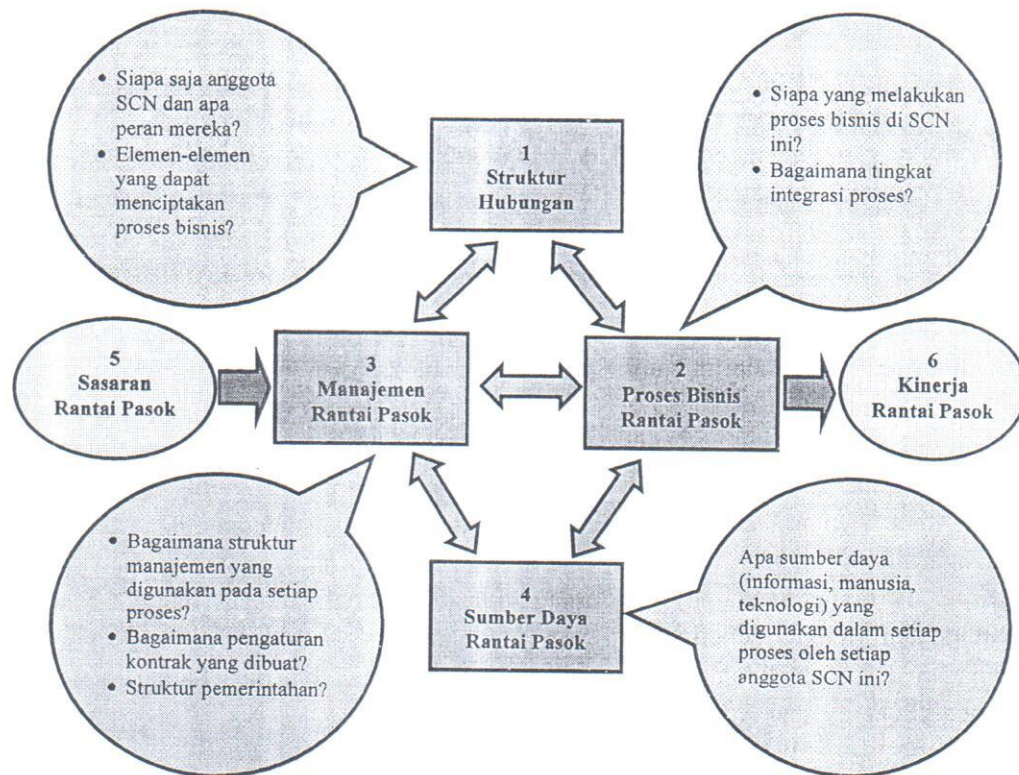 • Siapa saja anggota
SCN dan apa
peran mereka?
• Elemen-elemen
yang dapat
menciptakan
proses bisnis?
1
Struktur
Hubungan
• Siapa yang melakukan
proses bisnis di SCN
ini?
• Bagaimana tingkat
integrasi proses?
5
Sasaran
Rantai Pasok
3
Manajemen
Rantai Pasok
2
Proses Bisnis
Rantai Pasok
6
Kinerja
Rantai Pasok
• Bagaimana struktur
manajemen yang
digunakan pada setiap
proses?
• Bagaimana pengaturan
kontrak yang dibuat?
• Struktur pemerintahan?
4
Sumber Daya
Rantai Pasok
Apa sumber daya
(informasi, manusia,
teknologi) yang
digunakan dalam setiap
proses oleh setiap
anggota SCN ini?